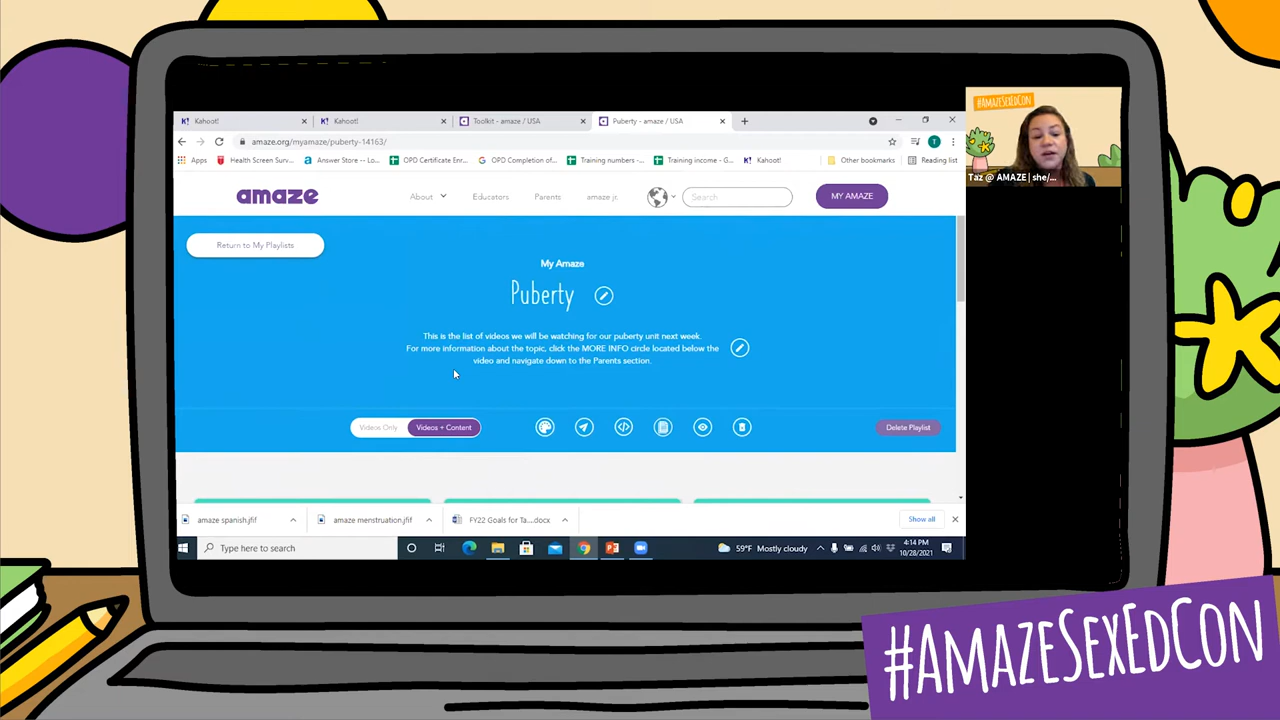 #AMAZESEXEDCON
Taz @ AMAZE | she/...
Kahoot!
Kahoot!
Toolkit - amaze / USA
Puberty - amaze / USA
amaze.org/myamaze/puberty-14163/
T
Apps
Health Screen Surv...
Answer Store -- Lo...
OPD Certificate Enr...
OPD Completion of...
Training numbers -...
Training income - G...
Kahoot!
Other bookmarks
Reading list
amaze
About
Educators
Parents
amaze jr.
Search
MY AMAZE
Return to My Playlists
My Amaze
Puberty
This is the list of videos we will be watching for our puberty unit next week.
For more information about the topic, click the MORE INFO circle located below the
video and navigate down to the Parents section.
Videos Only
Videos + Content
Delete Playlist
amaze spanish.jfif
amaze menstruation.jfif
FY22 Goals for Ta....docx
Show all
Type here to search
59°F Mostly cloudy
4:14 PM
10/28/2021
#AMAZESEXEDCON